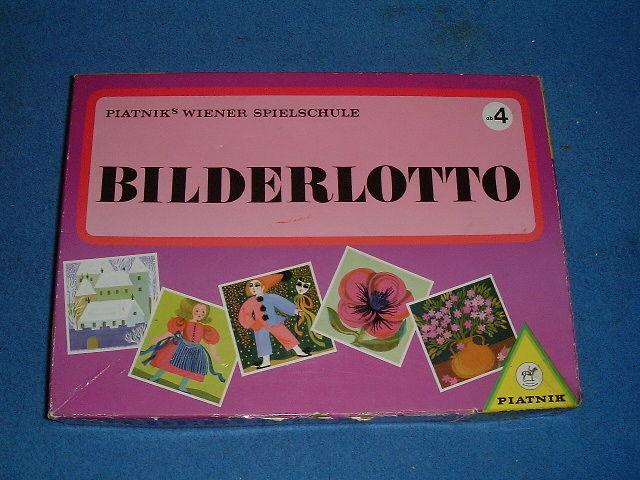 PIATNIKS WIENER SPIELSCHULE
ab 4
BILDERLOTTO
PIATNIK